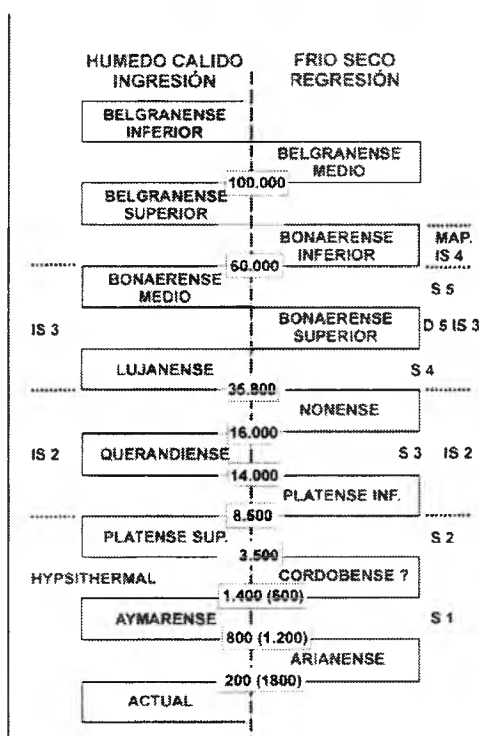 HUMEDO CALIDO
INGRESIÓN
FRIO SECO
REGRESIÓN
BELGRANENSE
INFERIOR
BELGRANENSE
MEDIO
100.000
BELGRANENSE
SUPERIOR
BONAERENSE
INFERIOR
MAP.
IS 4
60.000
BONAERENSE
MEDIO
S 5
IS 3
BONAERENSE
SUPERIOR
D 5 IS 3
LUJANENSE
S 4
35.800
NONENSE
16.000
IS 2
QUERANDIENSE
S 3
IS 2
14.000
PLATENSE INF.
8.500
PLATENSE SUP.
S 2
3.500
HYPSITHERMAL
CORDOBENSE ?
1.400 (600)
AYMARENSE
S 1
800 (1.200)
ARIANENSE
200 (1800)
ACTUAL